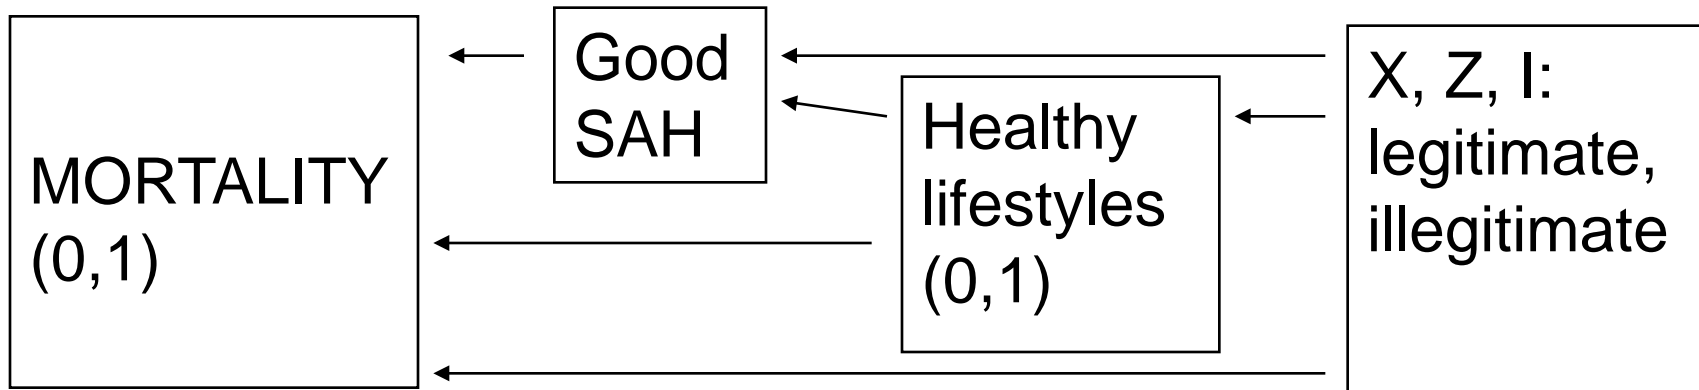 MORTALITY
(0,1)
Good
SAH
Healthy
lifestyles
(0,1)
X, Z, I:
legitimate,
illegitimate